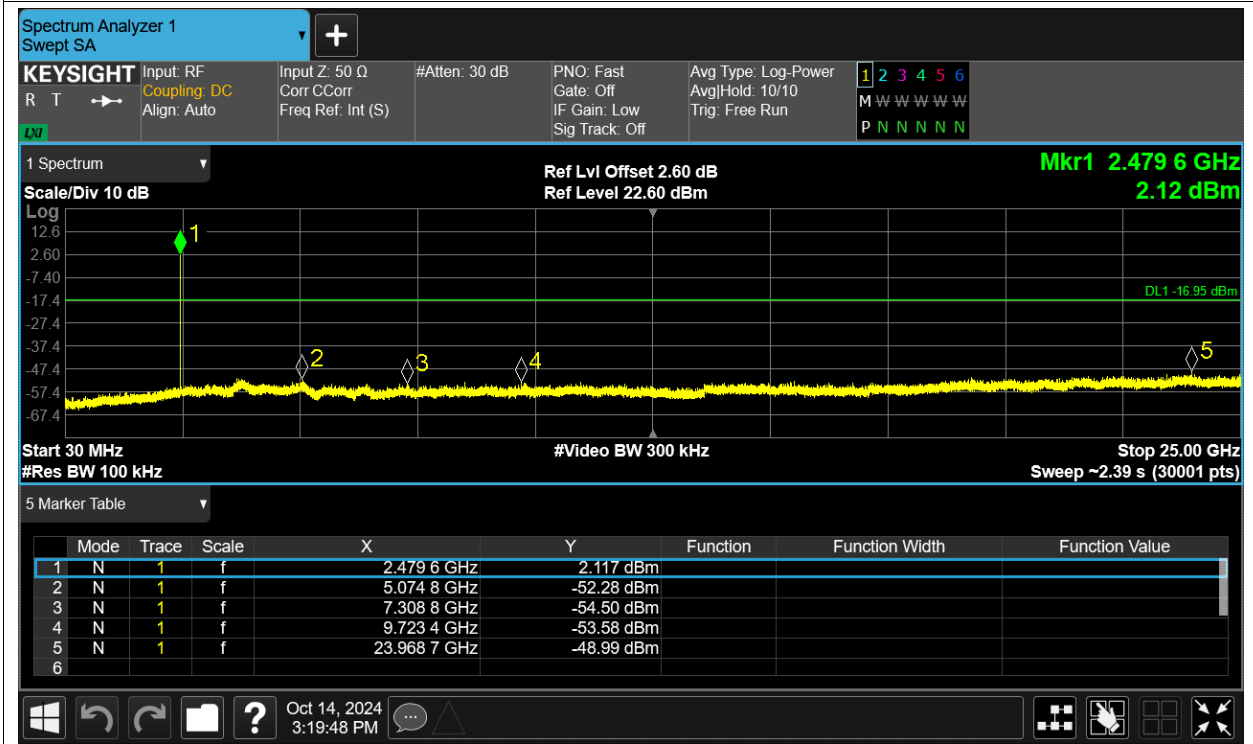 Spectrum Analyzer 1
Swept SA
+
KEYSIGHT
R T
LXI
Input: RF
Coupling: DC
Align: Auto
Input Z: 50 Ω
Corr CCorr
Freq Ref: Int (S)
#Atten: 30 dB
PNO: Fast
Gate: Off
IF Gain: Low
Sig Track: Off
Avg Type: Log-Power
Avg|Hold: 10/10
Trig: Free Run
1 2 3 4 5 6
M W W W W W
P N N N N N
1 Spectrum
Scale/Div 10 dB
Ref Lvl Offset 2.60 dB
Ref Level 22.60 dBm
Mkr1 2.479 6 GHz
2.12 dBm
Log
12.6
2.60
-7.40
-17.4
-27.4
-37.4
-47.4
-57.4
-67.4
1
2
3
4
5
DL1 -16.95 dBm
Start 30 MHz
#Video BW 300 kHz
Stop 25.00 GHz
#Res BW 100 kHz
Sweep ~2.39 s (30001 pts)
5 Marker Table
Mode Trace Scale X Y Function Function Width Function Value
1 N 1 f 2.479 6 GHz 2.117 dBm
2 N 1 f 5.074 8 GHz -52.28 dBm
3 N 1 f 7.308 8 GHz -54.50 dBm
4 N 1 f 9.723 4 GHz -53.58 dBm
5 N 1 f 23.968 7 GHz -48.99 dBm
6
?
Oct 14, 2024
3:19:48 PM